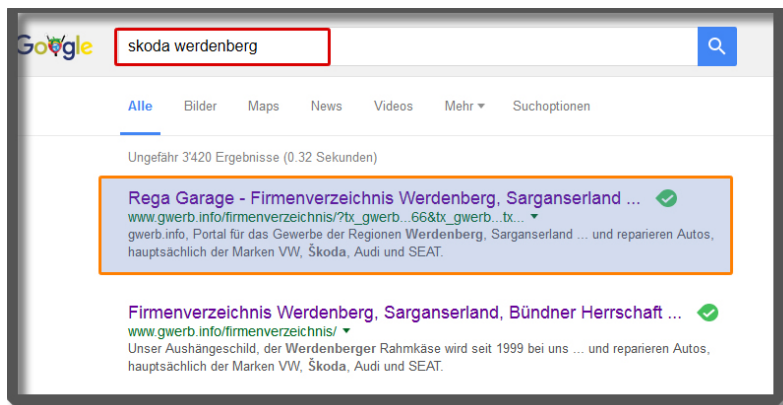 Google
skoda werdenberg
Alle Bilder Maps News Videos Mehr Suchoptionen
Ungefähr 3'420 Ergebnisse (0.32 Sekunden)
Rega Garage - Firmenverzeichnis Werdenberg, Sarganserland ...
www.gwerb.info/firmenverzeichnis/?tx_gwerb...66&tx_gwerb...tx...
gwerb.info, Portal für das Gewerbe der Regionen Werdenberg, Sarganserland ... und reparieren Autos,
hauptsächlich der Marken VW, Škoda, Audi und SEAT.
Firmenverzeichnis Werdenberg, Sarganserland, Bündner Herrschaft ...
www.gwerb.info/firmenverzeichnis/
Unser Aushängeschild, der Werdenberger Rahmkäse wird seit 1999 bei uns ... und reparieren Autos,
hauptsächlich der Marken VW, Škoda, Audi und SEAT.